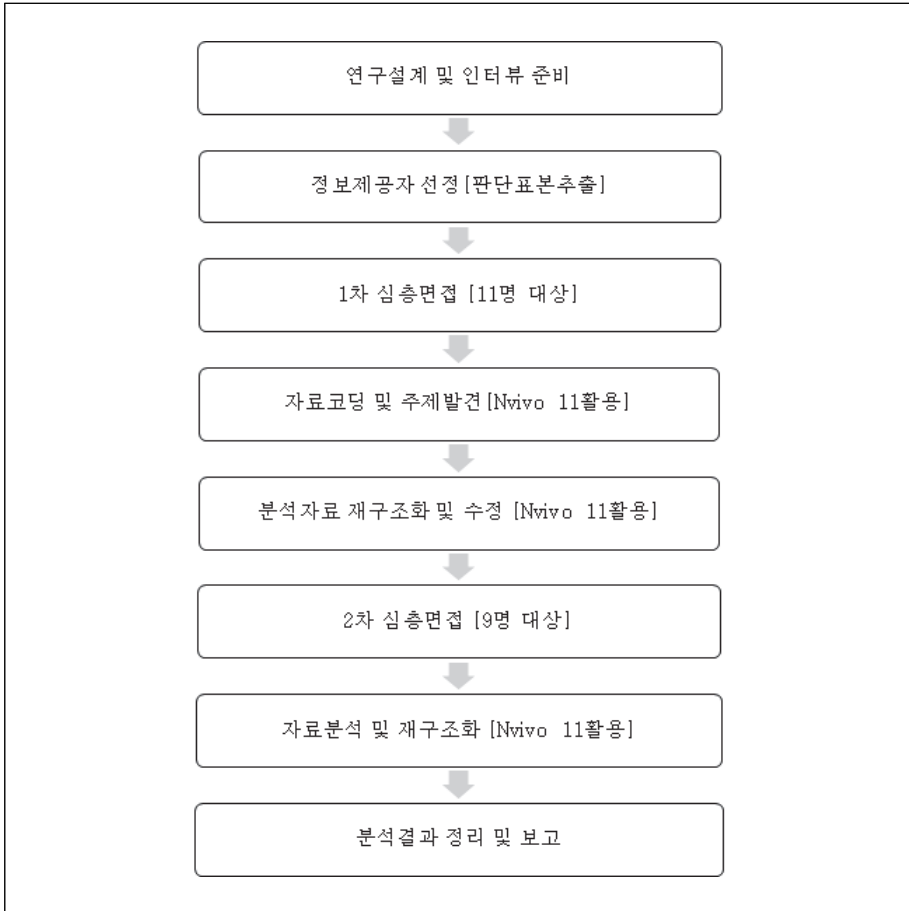 연구설계 및 인터뷰 준비
정보제공자 선정[판단표본추출]
1차 심층면접 [11명 대상]
자료코딩 및 주제발견[Nvivo 11활용]
분석자료 재구조화 및 수정 [Nvivo 11활용]
2차 심층면접 [9명 대상]
자료분석 및 재구조화 [Nvivo 11활용]
분석결과 정리 및 보고